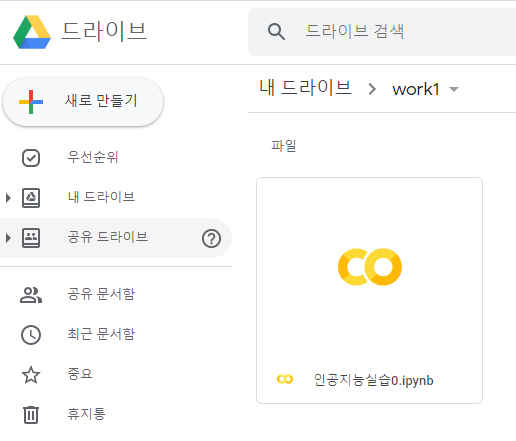 드라이브
드라이브 검색
새로 만들기
우선순위
내 드라이브
공유 드라이브
공유 문서함
최근 문서함
중요
휴지통
내 드라이브 > work1
파일
인공지능실습0.ipynb